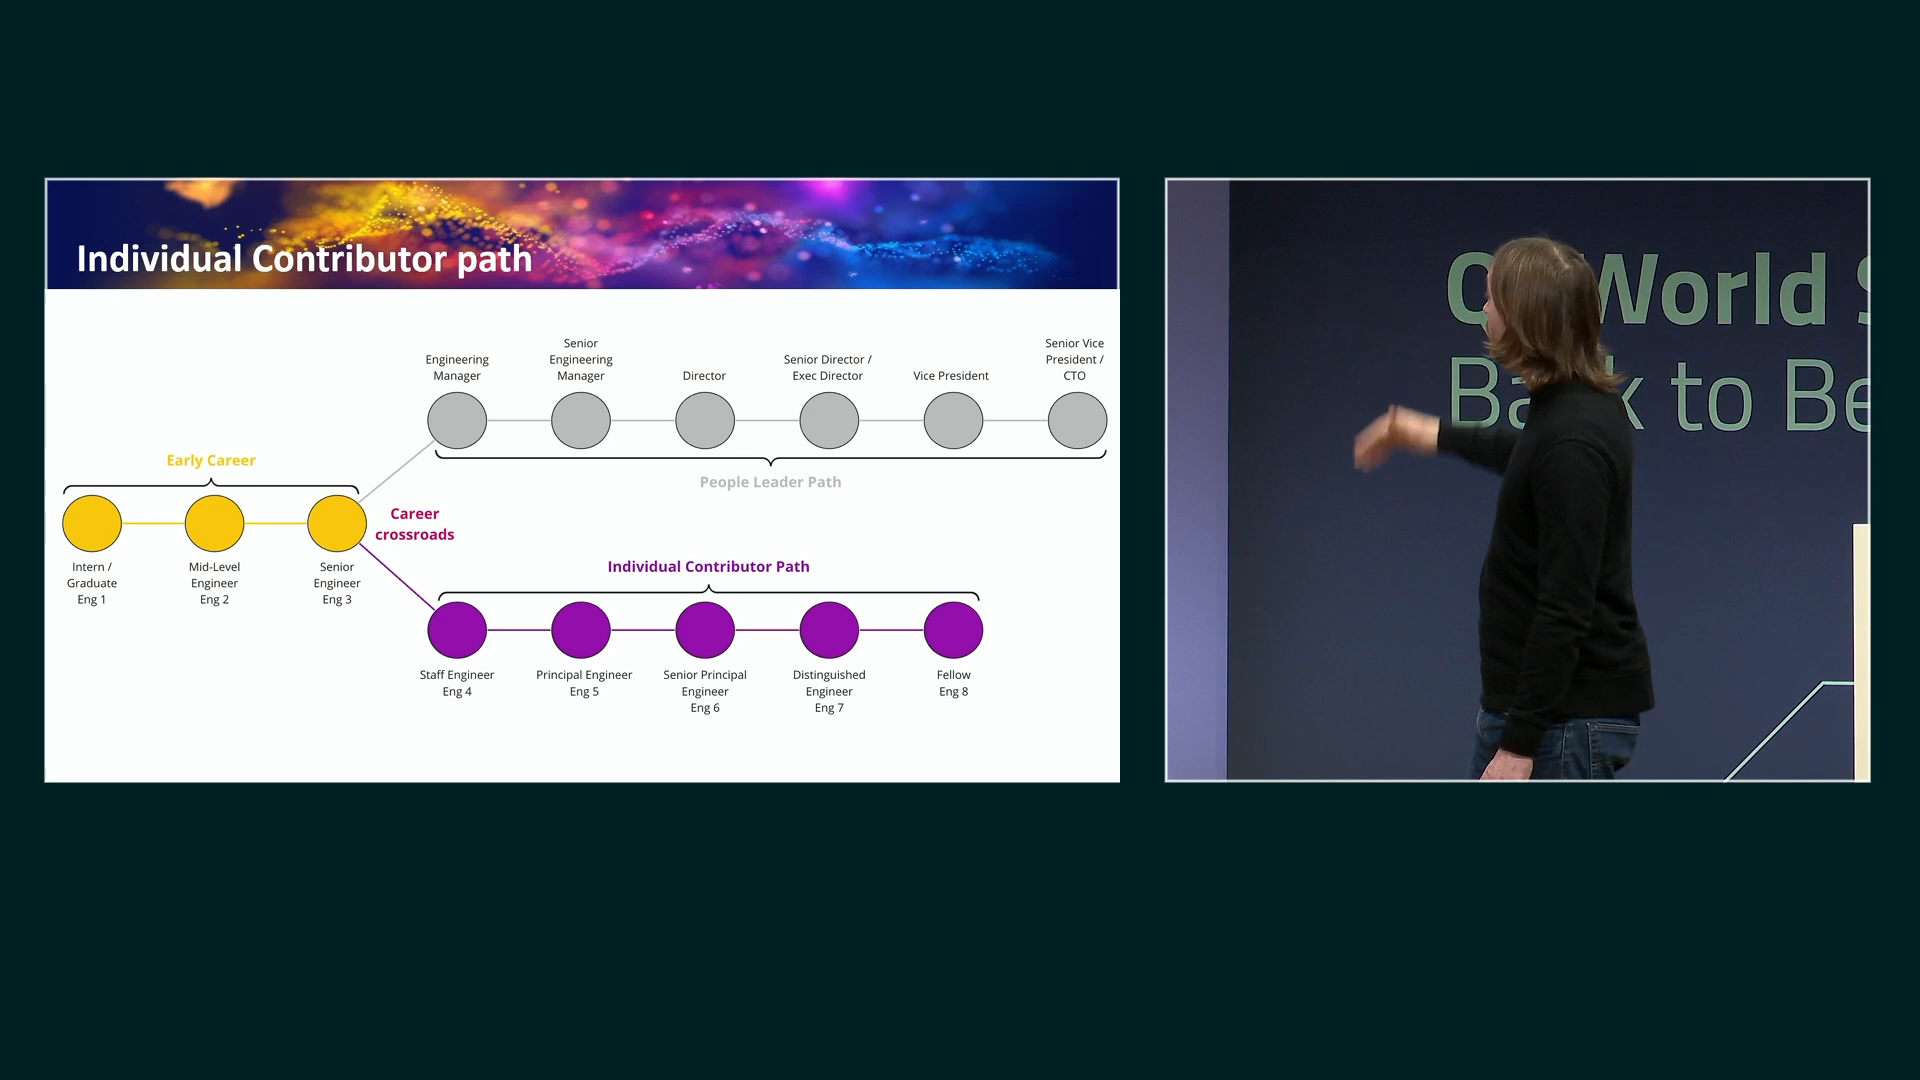 Individual Contributor path
Engineering
Manager
Senior
Engineering
Manager
Director
Senior Director /
Exec Director
Vice President
Senior Vice
President /
CTO
People Leader Path
Early Career
Intern /
Graduate
Eng 1
Mid-Level
Engineer
Eng 2
Senior
Engineer
Eng 3
Career
crossroads
Individual Contributor Path
Staff Engineer
Eng 4
Principal Engineer
Eng 5
Senior Principal
Engineer
Eng 6
Distinguished
Engineer
Eng 7
Fellow
Eng 8
World
to Be